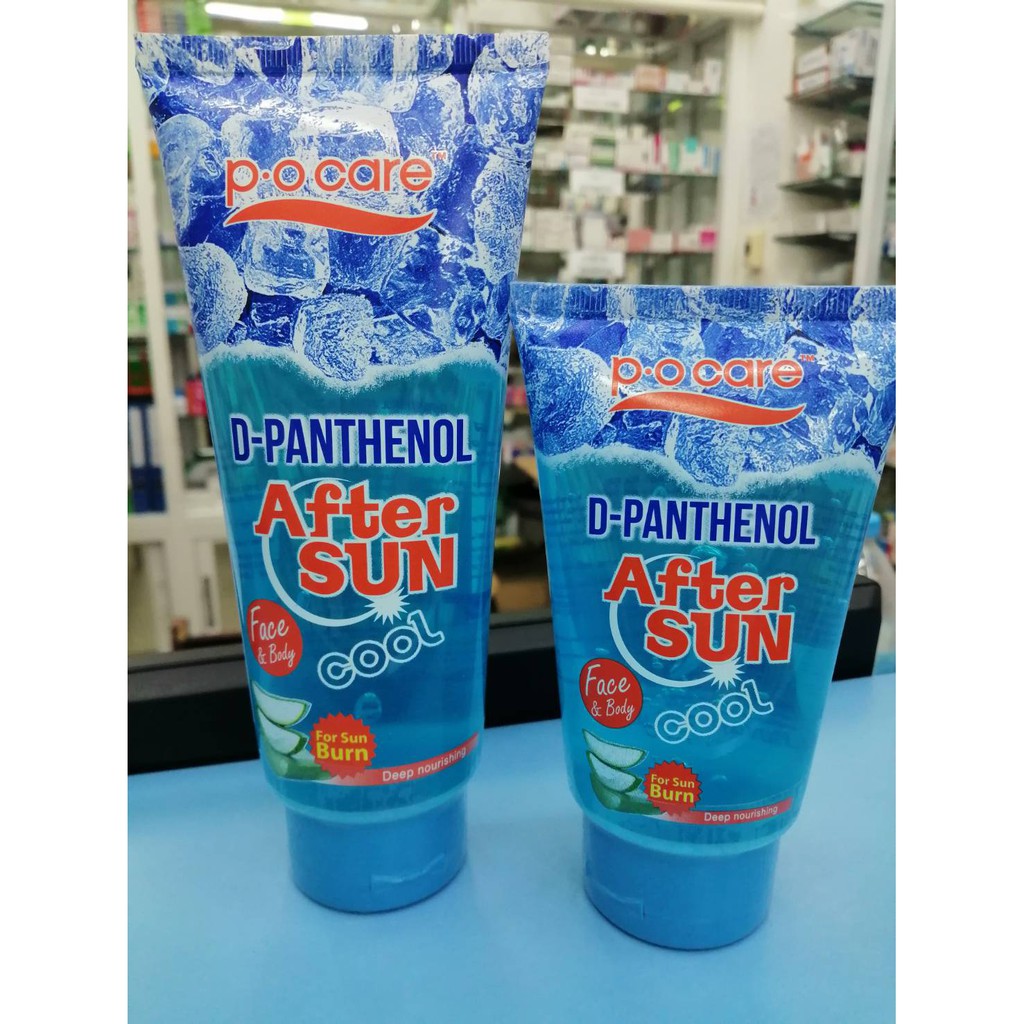 p·o care™
D-PANTHENOL
After
SUN
cool
Face
& Body
For Sun
Burn
Deep nourishing
p·o care™
D-PANTHENOL
After
SUN
cool
Face
& Body
For Sun
Burn
Deep nourishing